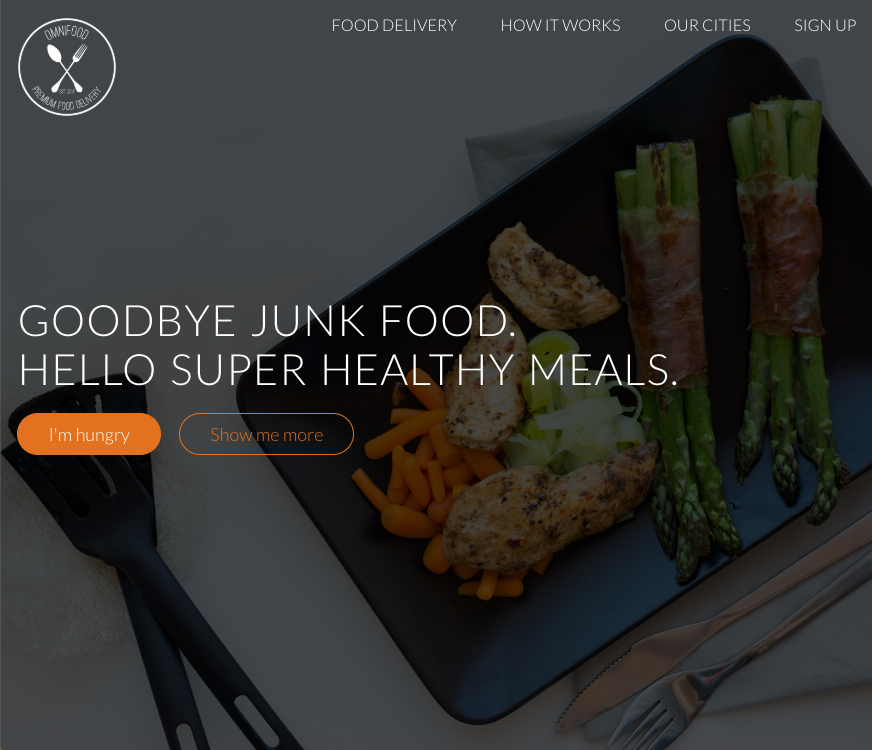 OMNIFOOD
EST 2014
PREMIUM FOOD DELIVERY
FOOD DELIVERY
HOW IT WORKS
OUR CITIES
SIGN UP
GOODBYE JUNK FOOD.
HELLO SUPER HEALTHY MEALS.
I'm hungry
Show me more